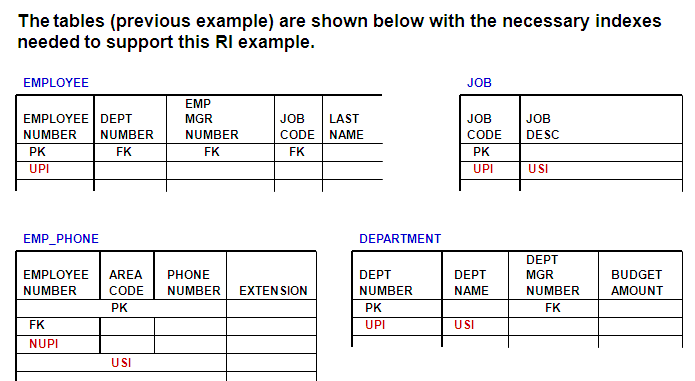 The tables (previous example) are shown below with the necessary indexes
needed to support this RI example.
EMPLOYEE
EMPLOYEE NUMBER DEPT NUMBER EMP MGR NUMBER JOB CODE LAST NAME
PK FK FK FK
UPI
JOB
JOB CODE JOB DESC
PK
UPI USI
EMP_PHONE
EMPLOYEE NUMBER AREA CODE PHONE NUMBER EXTENSION
PK
FK
NUPI
USI
DEPARTMENT
DEPT NUMBER DEPT NAME DEPT MGR NUMBER BUDGET AMOUNT
PK FK
UPI USI